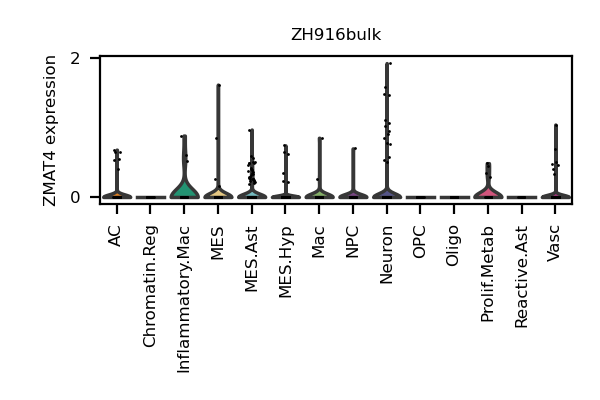 ZH916bulk
ZMAT4 expression
2
0
AC
Chromatin.Reg
Inflammatory.Mac
MES
MES.Ast
MES.Hyp
Mac
NPC
Neuron
OPC
Oligo
Prolif.Metab
Reactive.Ast
Vasc